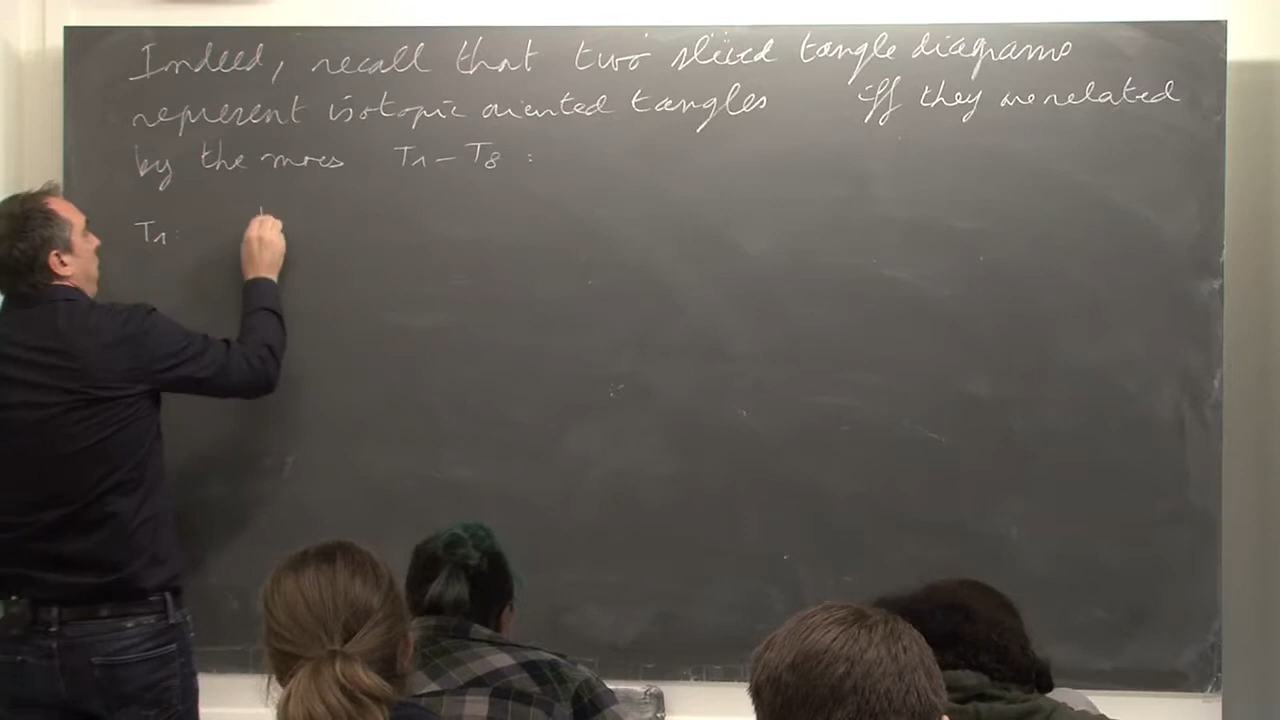 Indeed, recall that two sliced tangle diagrams
represent isotopic oriented tangles iff they are related
by the moves T1 - T8 :
T1: